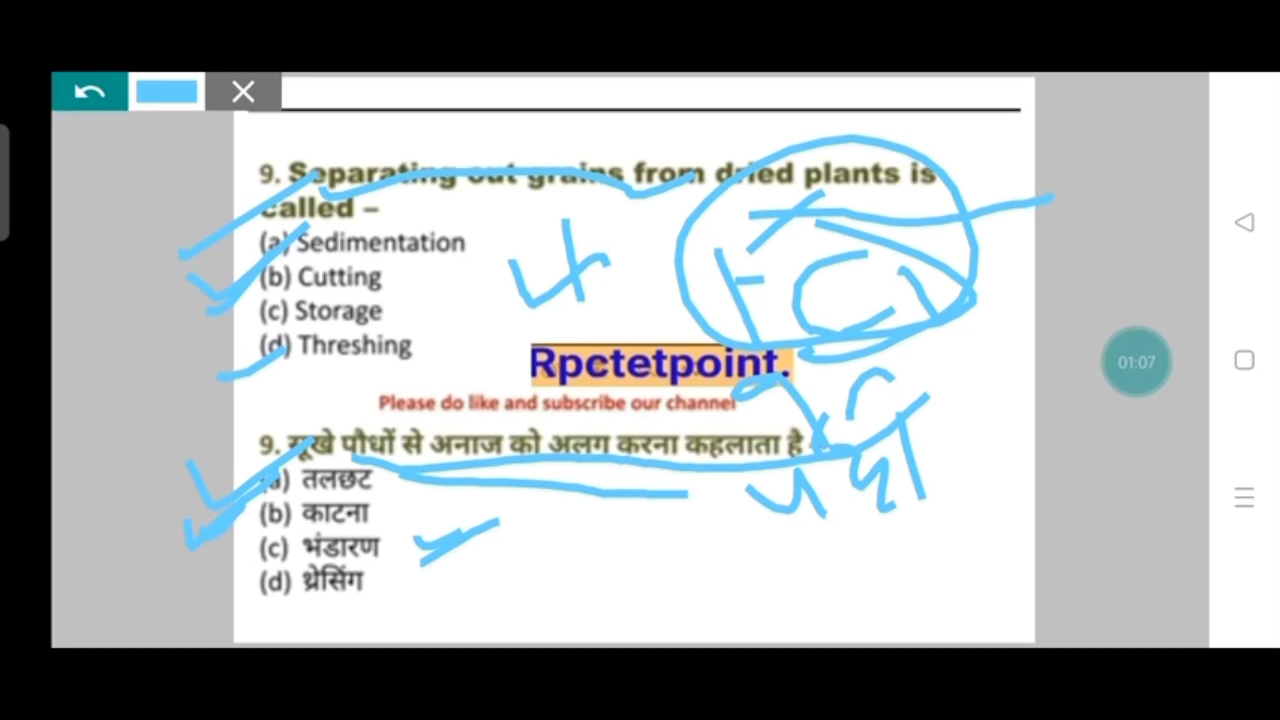 9. Separating out grains from dried plants is
called –
(a) Sedimentation
(b) Cutting
(c) Storage
(d) Threshing
Rpctetpoint.
Please do like and subscribe our channel
01:07
9. सूखे पौधों से अनाज को अलग करना कहलाता है -
(a) तलछट
(b) काटना
(c) भंडारण
(d) थ्रेसिंग